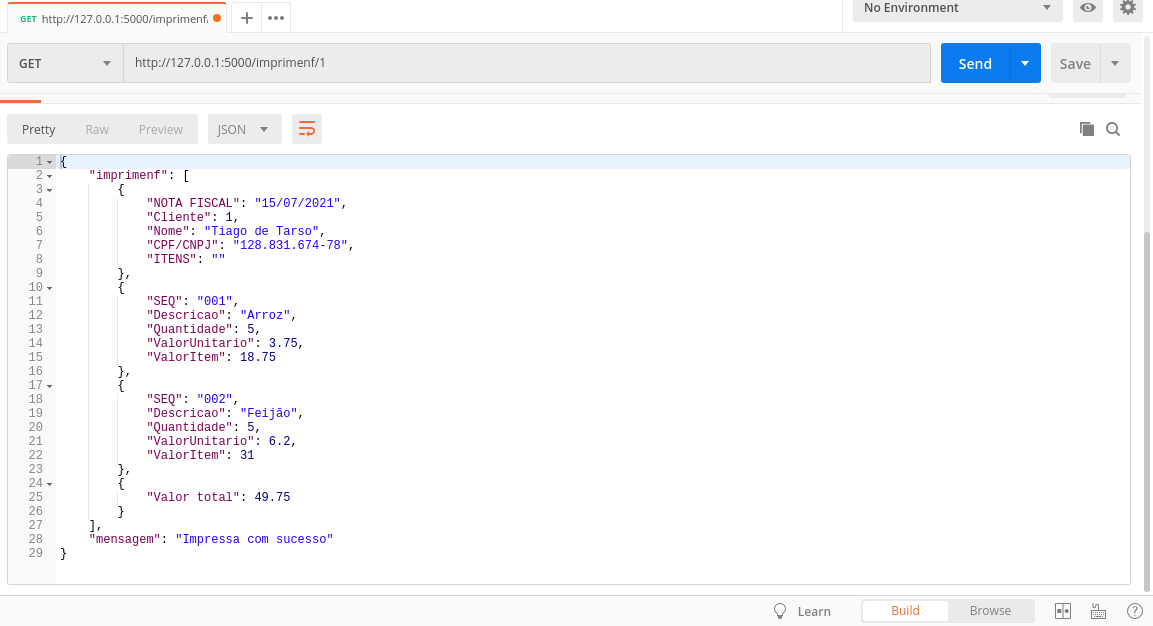 GET http://127.0.0.1:5000/imprimenf/
No Environment
GET
http://127.0.0.1:5000/imprimenf/1
Send
Save
Pretty Raw Preview JSON
1 {
2 "imprimenf": [
3 {
4 "NOTA FISCAL": "15/07/2021",
5 "Cliente": 1,
6 "Nome": "Tiago de Tarso",
7 "CPF/CNPJ": "128.831.674-78",
8 "ITENS": ""
9 },
10 {
11 "SEQ": "001",
12 "Descricao": "Arroz",
13 "Quantidade": 5,
14 "ValorUnitario": 3.75,
15 "ValorItem": 18.75
16 },
17 {
18 "SEQ": "002",
19 "Descricao": "Feijão",
20 "Quantidade": 5,
21 "ValorUnitario": 6.2,
22 "ValorItem": 31
23 },
24 {
25 "Valor total": 49.75
26 }
27 ],
28 "mensagem": "Impressa com sucesso"
29 }
Learn Build Browse